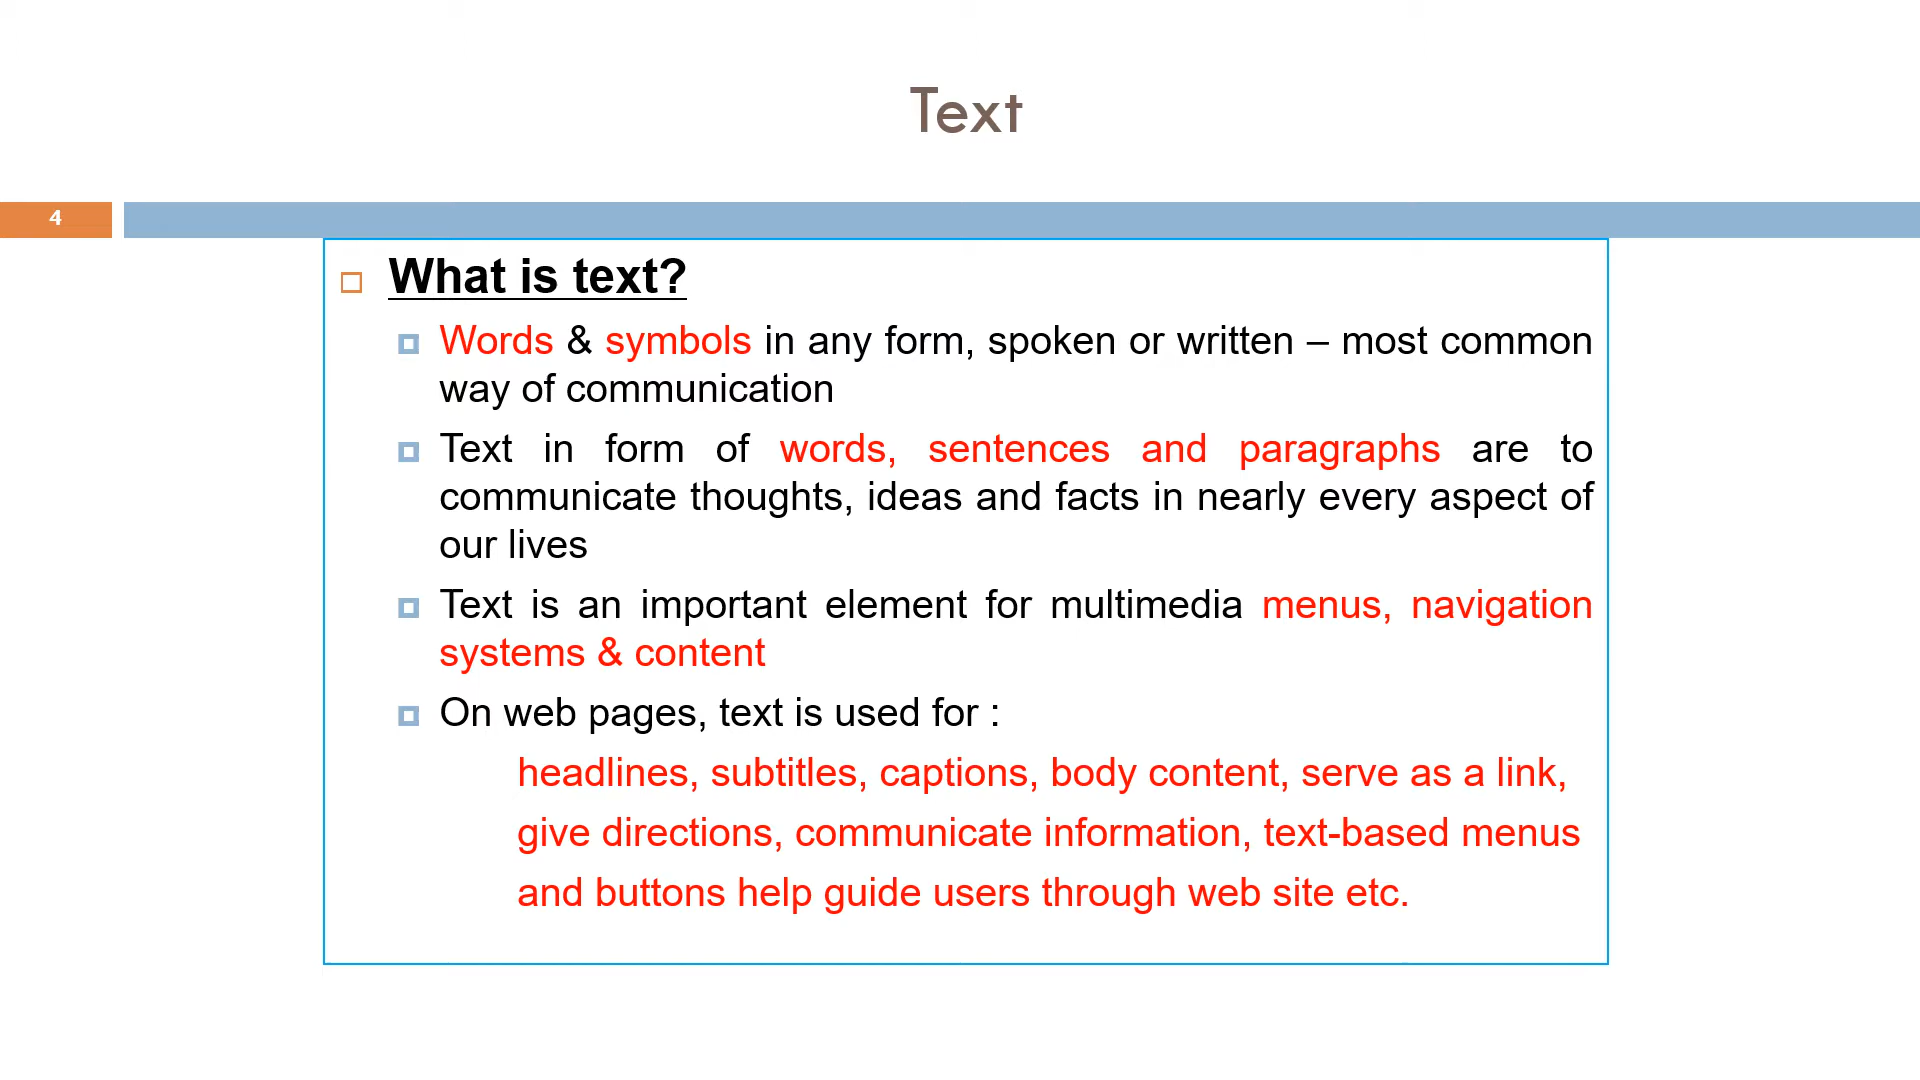 Text
4
What is text?
Words & symbols in any form, spoken or written – most common
way of communication
Text in form of words, sentences and paragraphs are to
communicate thoughts, ideas and facts in nearly every aspect of
our lives
Text is an important element for multimedia menus, navigation
systems & content
On web pages, text is used for :
headlines, subtitles, captions, body content, serve as a link,
give directions, communicate information, text-based menus
and buttons help guide users through web site etc.